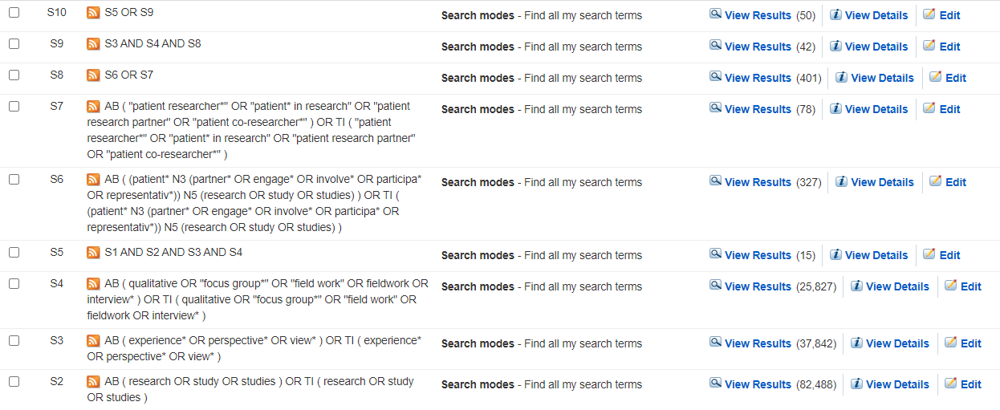 S10 S5 OR S9 Search modes - Find all my search terms View Results (50) View Details Edit
S9 S3 AND S4 AND S8 Search modes - Find all my search terms View Results (42) View Details Edit
S8 S6 OR S7 Search modes - Find all my search terms View Results (401) View Details Edit
S7 AB ( "patient researcher*" OR "patient* in research" OR "patient Search modes - Find all my search terms View Results (78) View Details Edit
research partner" OR "patient co-researcher*" ) OR TI ( "patient
researcher*" OR "patient* in research" OR "patient research partner"
OR "patient co-researcher*" )
S6 AB ( (patient* N3 (partner* OR engage* OR involve* OR participa* Search modes - Find all my search terms View Results (327) View Details Edit
OR representativ*)) N5 (research OR study OR studies) ) OR TI (
(patient* N3 (partner* OR engage* OR involve* OR participa* OR
representativ*)) N5 (research OR study OR studies) )
S5 S1 AND S2 AND S3 AND S4 Search modes - Find all my search terms View Results (15) View Details Edit
S4 AB ( qualitative OR "focus group*" OR "field work" OR fieldwork OR Search modes - Find all my search terms View Results (25,827) View Details Edit
interview* ) OR TI ( qualitative OR "focus group*" OR "field work" OR
fieldwork OR interview* )
S3 AB ( experience* OR perspective* OR view* ) OR TI ( experience* Search modes - Find all my search terms View Results (37,842) View Details Edit
OR perspective* OR view* )
S2 AB ( research OR study OR studies ) OR TI ( research OR study Search modes - Find all my search terms View Results (82,488) View Details Edit
OR studies )